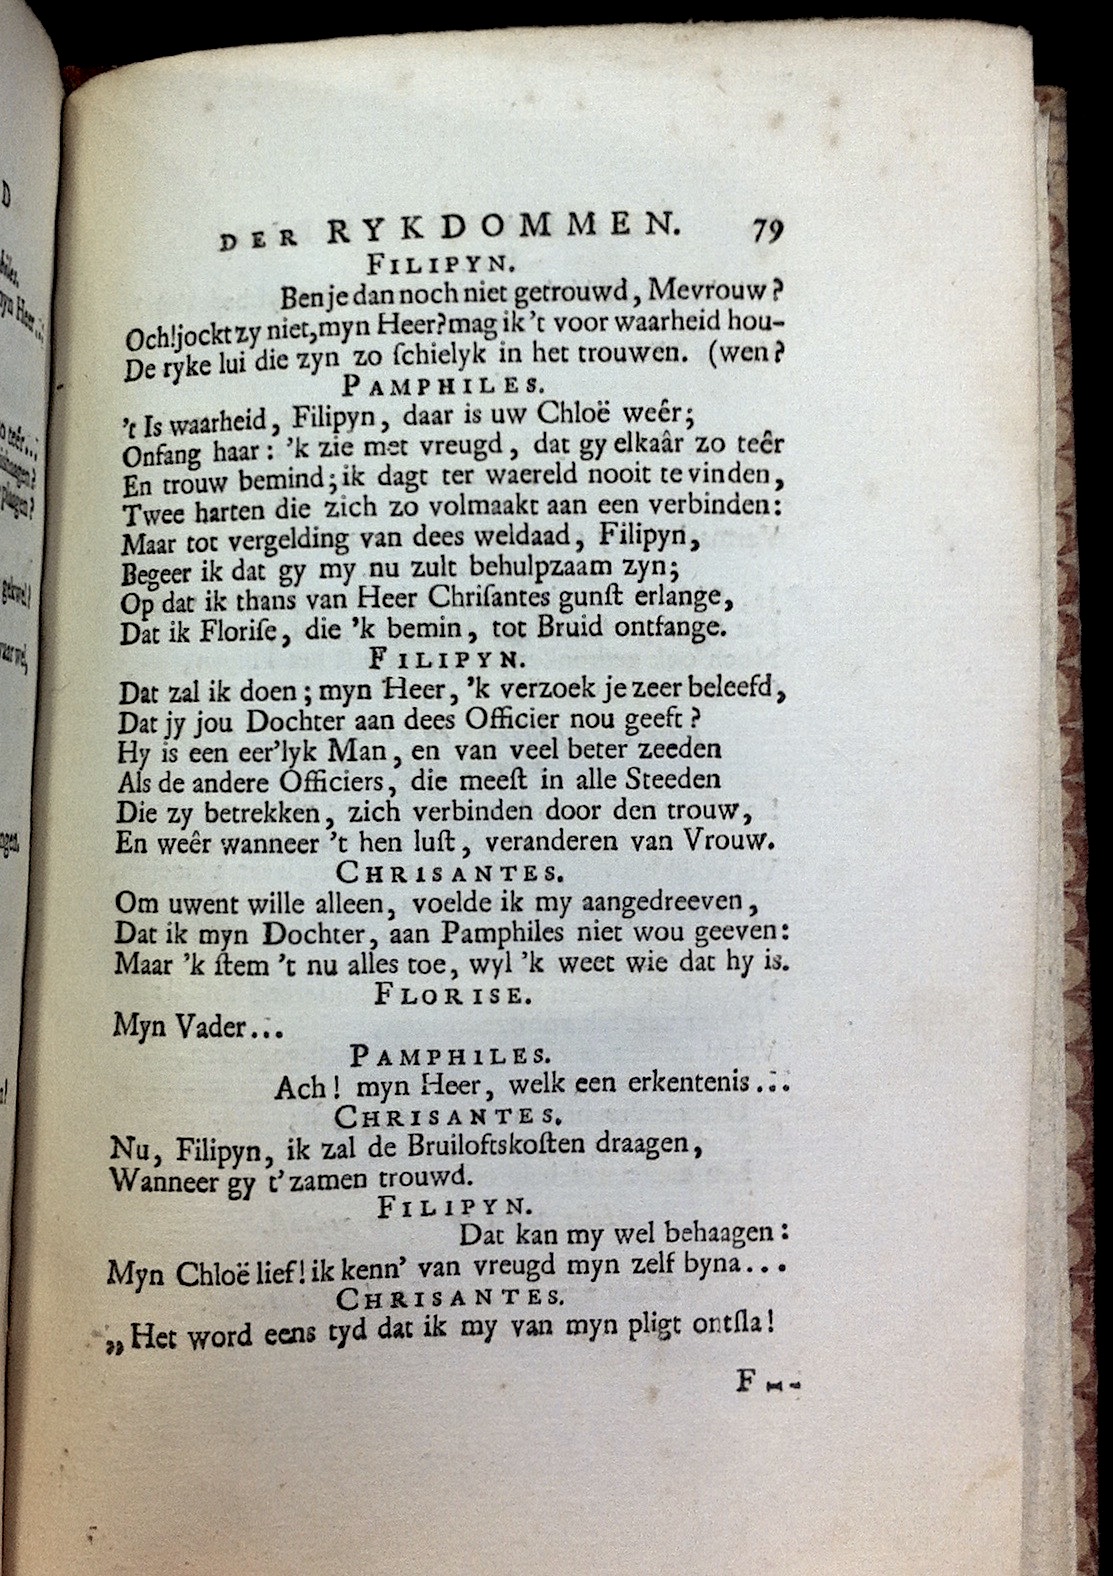 DER RYKDOMMEN. 79
FILIPYN.
Ben je dan noch niet getrouwd, Mevrouw?
Och! jockt zy niet, myn Heer? mag ik 't voor waarheid hou-
De ryke lui die zyn zo ſchielyk in het trouwen. (wen?
PAMPHILES.
't Is waarheid, Filipyn, daar is uw Chloë weêr;
Onfang haar: 'k zie met vreugd, dat gy elkaâr zo teêr
En trouw bemind; ik dagt ter waereld nooit te vinden,
Twee harten die zich zo volmaakt aan een verbinden:
Maar tot vergelding van dees weldaad, Filipyn,
Begeer ik dat gy my nu zult behulpzaam zyn;
Op dat ik thans van Heer Chriſantes gunſt erlange,
Dat ik Floriſe, die 'k bemin, tot Bruid ontfange.
FILIPYN.
Dat zal ik doen; myn Heer, 'k verzoek je zeer beleefd,
Dat jy jou Dochter aan dees Officier nou geeft?
Hy is een eer'lyk Man, en van veel beter zeeden
Als de andere Officiers, die meeſt in alle Steeden
Die zy betrekken, zich verbinden door den trouw,
En weêr wanneer 't hen luſt, veranderen van Vrouw.
CHRISANTES.
Om uwent wille alleen, voelde ik my aangedreeven,
Dat ik myn Dochter, aan Pamphiles niet wou geeven:
Maar 'k ſtem 't nu alles toe, wyl 'k weet wie dat hy is.
FLORISE.
Myn Vader...
PAMPHILES.
Ach! myn Heer, welk een erkentenis...
CHRISANTES.
Nu, Filipyn, ik zal de Bruiloftskoſten draagen,
Wanneer gy t'zamen trouwd.
FILIPYN.
Dat kan my wel behaagen:
Myn Chloë lief! ik kenn' van vreugd myn zelf byna...
CHRISANTES.
„Het word eens tyd dat ik my van myn pligt ontſla!
F--